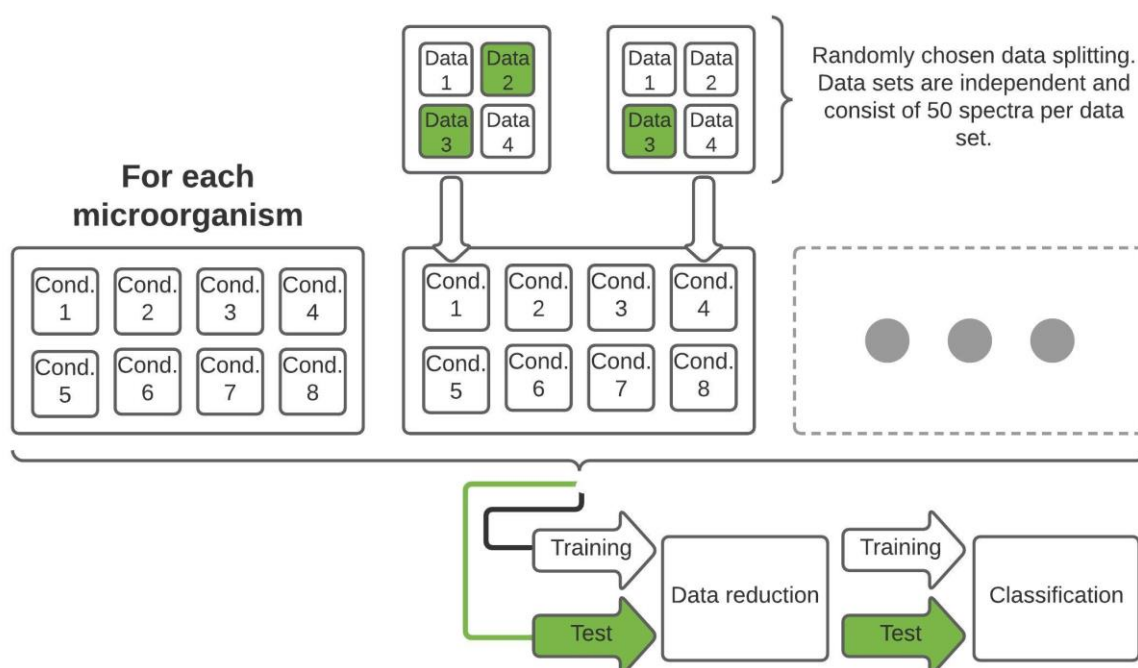 Data
1
Data
2
Data
3
Data
4
Data
1
Data
2
Data
3
Data
4
Randomly chosen data splitting.
Data sets are independent and
consist of 50 spectra per data
set.
For each
microorganism
Cond.
1
Cond.
2
Cond.
3
Cond.
4
Cond.
5
Cond.
6
Cond.
7
Cond.
8
Cond.
1
Cond.
2
Cond.
3
Cond.
4
Cond.
5
Cond.
6
Cond.
7
Cond.
8
Training
Data reduction
Test
Training
Classification
Test